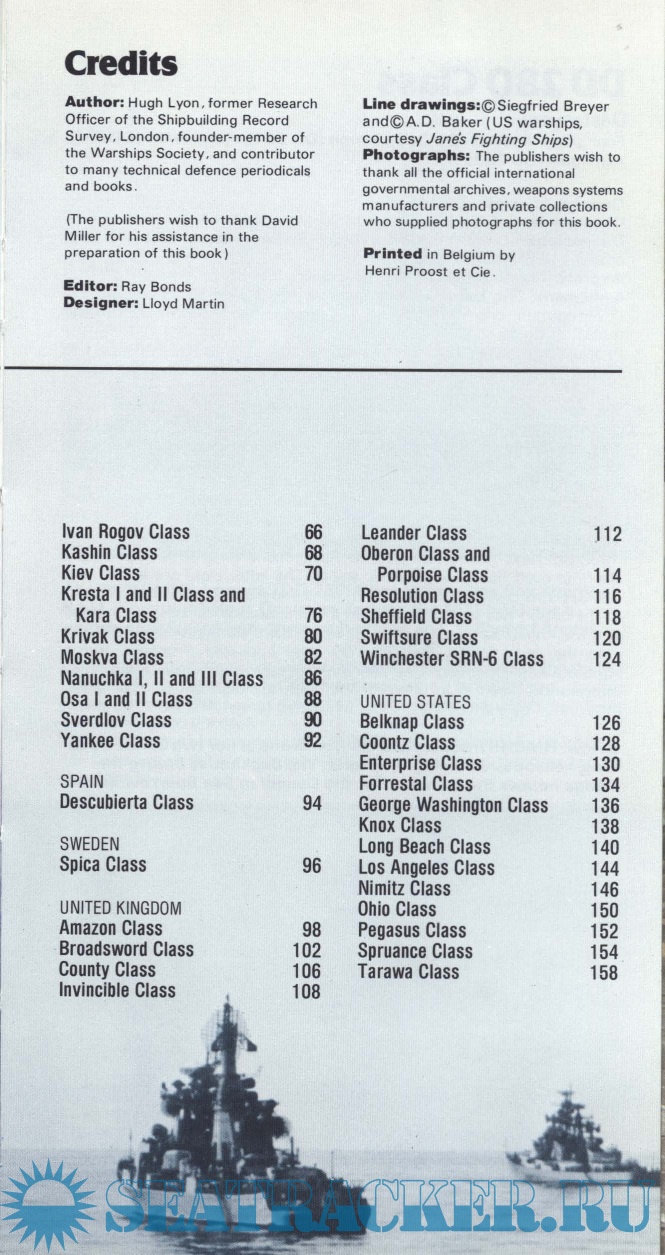 Credits
Author: Hugh Lyon, former Research
Officer of the Shipbuilding Record
Survey, London, founder-member of
the Warships Society, and contributor
to many technical defence periodicals
and books.
(The publishers wish to thank David
Miller for his assistance in the
preparation of this book)
Editor: Ray Bonds
Designer: Lloyd Martin
Line drawings: © Siegfried Breyer
and © A.D. Baker (US warships,
courtesy Jane's Fighting Ships)
Photographs: The publishers wish to
thank all the official international
governmental archives, weapons systems
manufacturers and private collections
who supplied photographs for this book.
Printed in Belgium by
Henri Proost et Cie.
Ivan Rogov Class 66
Kashin Class 68
Kiev Class 70
Kresta I and II Class and
Kara Class 76
Krivak Class 80
Moskva Class 82
Nanuchka I, II and III Class 86
Osa I and II Class 88
Sverdlov Class 90
Yankee Class 92
SPAIN
Descubierta Class 94
SWEDEN
Spica Class 96
UNITED KINGDOM
Amazon Class 98
Broadsword Class 102
County Class 106
Invincible Class 108
Leander Class 112
Oberon Class and
Porpoise Class 114
Resolution Class 116
Sheffield Class 118
Swiftsure Class 120
Winchester SRN-6 Class 124
UNITED STATES
Belknap Class 126
Coontz Class 128
Enterprise Class 130
Forrestal Class 134
George Washington Class 136
Knox Class 138
Long Beach Class 140
Los Angeles Class 144
Nimitz Class 146
Ohio Class 150
Pegasus Class 152
Spruance Class 154
Tarawa Class 158
SEATRACKER.RU